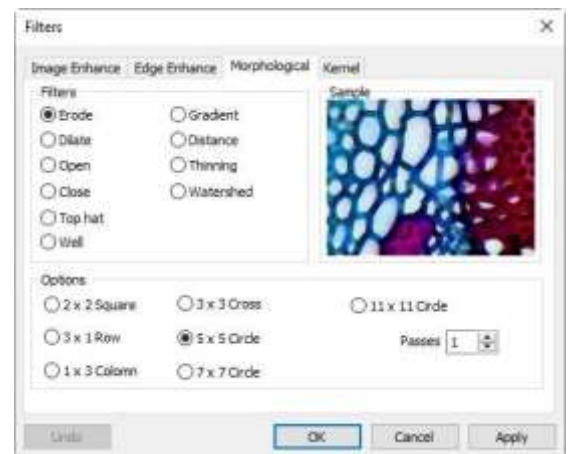 Filters
Image Enhance Edge Enhance Morphological Kernel
Filters Sample
Erode Gradient
Dilate Distance
Open Thinning
Close Watershed
Top hat
Well
Options
2 x 2 Square 3 x 3 Cross 11 x 11 Circle
3 x 1 Row 5 x 5 Circle Passes 1
1 x 3 Colomn 7 x 7 Circle
Undo OK Cancel Apply